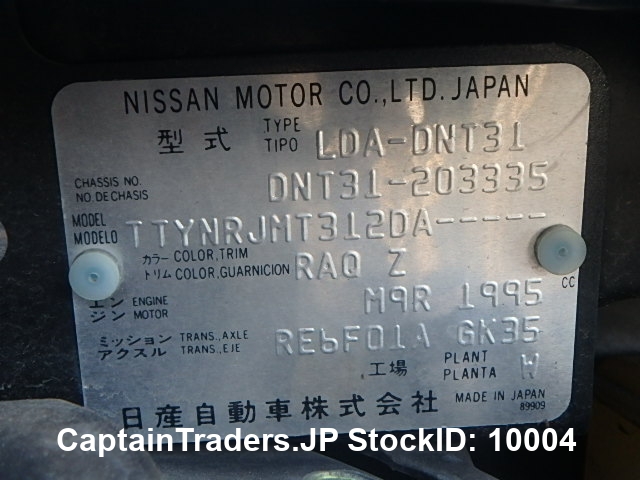 NISSAN MOTOR CO.,LTD. JAPAN
型式 TYPE TIPO LDA-DNT31
CHASSIS NO. NO.DE CHASIS DNT31-203335
MODEL MODELO TTYNRJMT312DA-----
カラー COLOR,TRIM
トリム COLOR,GUARNICION RAQ Z
エンジン ENGINE MOTOR M9R 1995 CC
ミッション TRANS.,AXLE
アクスル TRANS.,EJE RE6F01A GK35
工場 PLANT PLANTA W
日産自動車株式会社 MADE IN JAPAN
89909
CaptainTraders.JP StockID: 10004